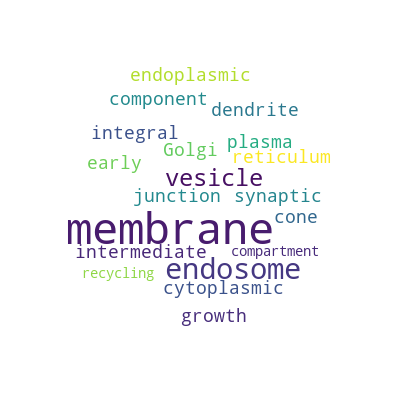 endoplasmic
component
dendrite
integral
plasma
Golgi
reticulum
early
vesicle
junction synaptic
cone
membrane
intermediate compartment
endosome
recycling
cytoplasmic
growth